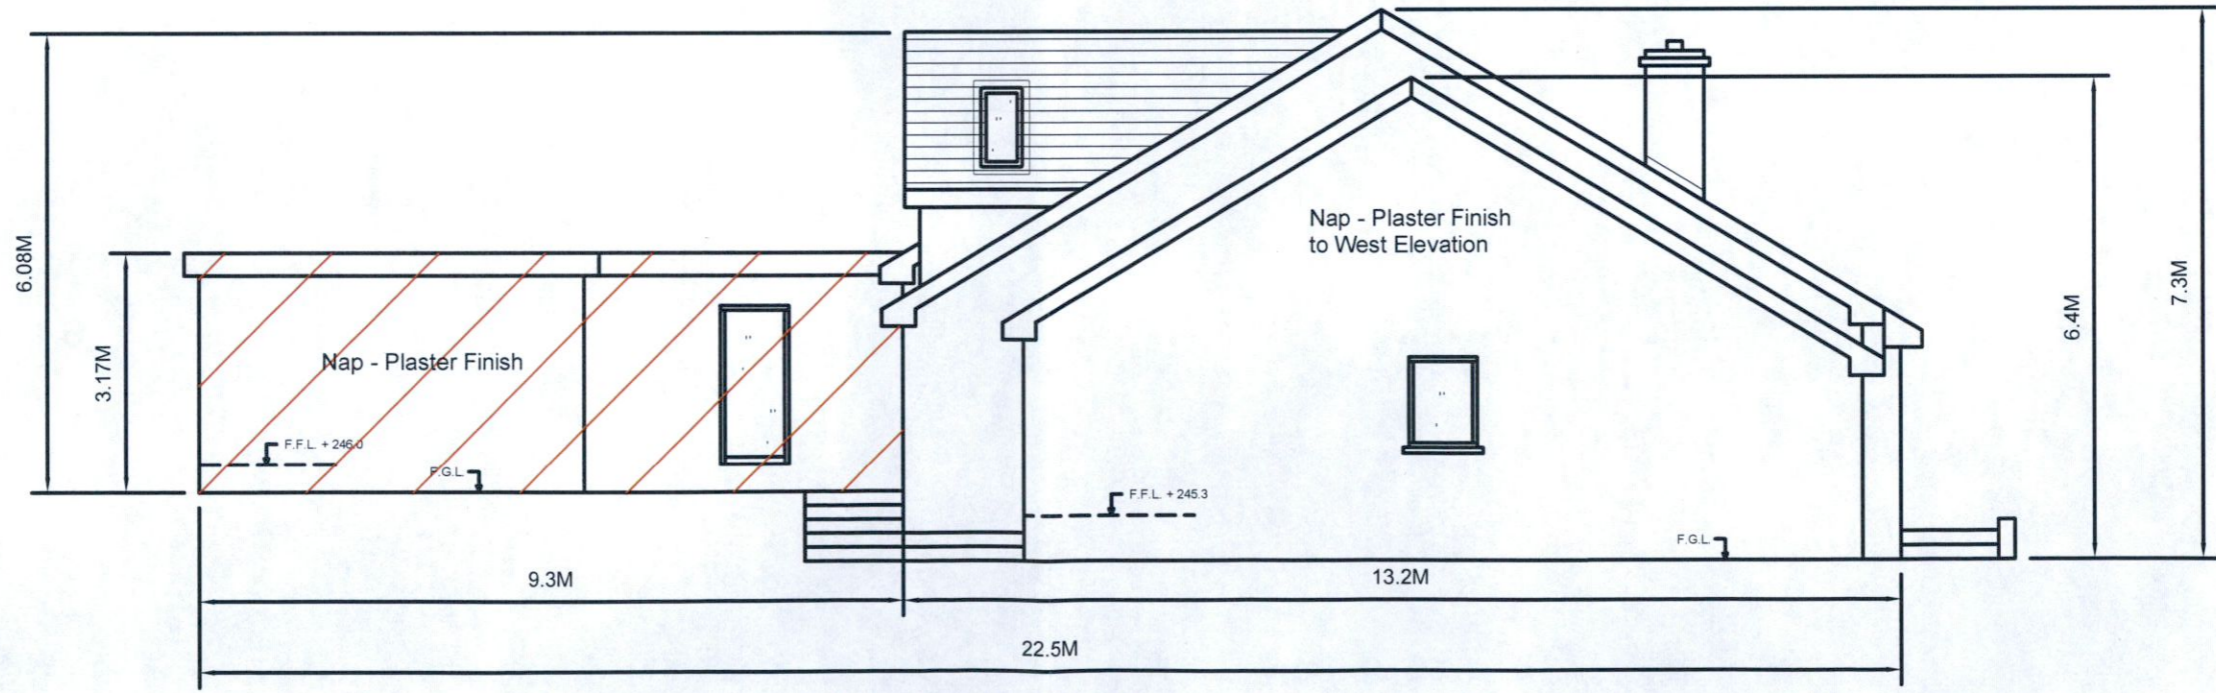 6.08M
3.17M
Nap - Plaster Finish
F.F.L. + 246.0
F.G.L
Nap - Plaster Finish
to West Elevation
F.F.L. + 245.3
F.G.L
6.4M
7.3M
9.3M
13.2M
22.5M